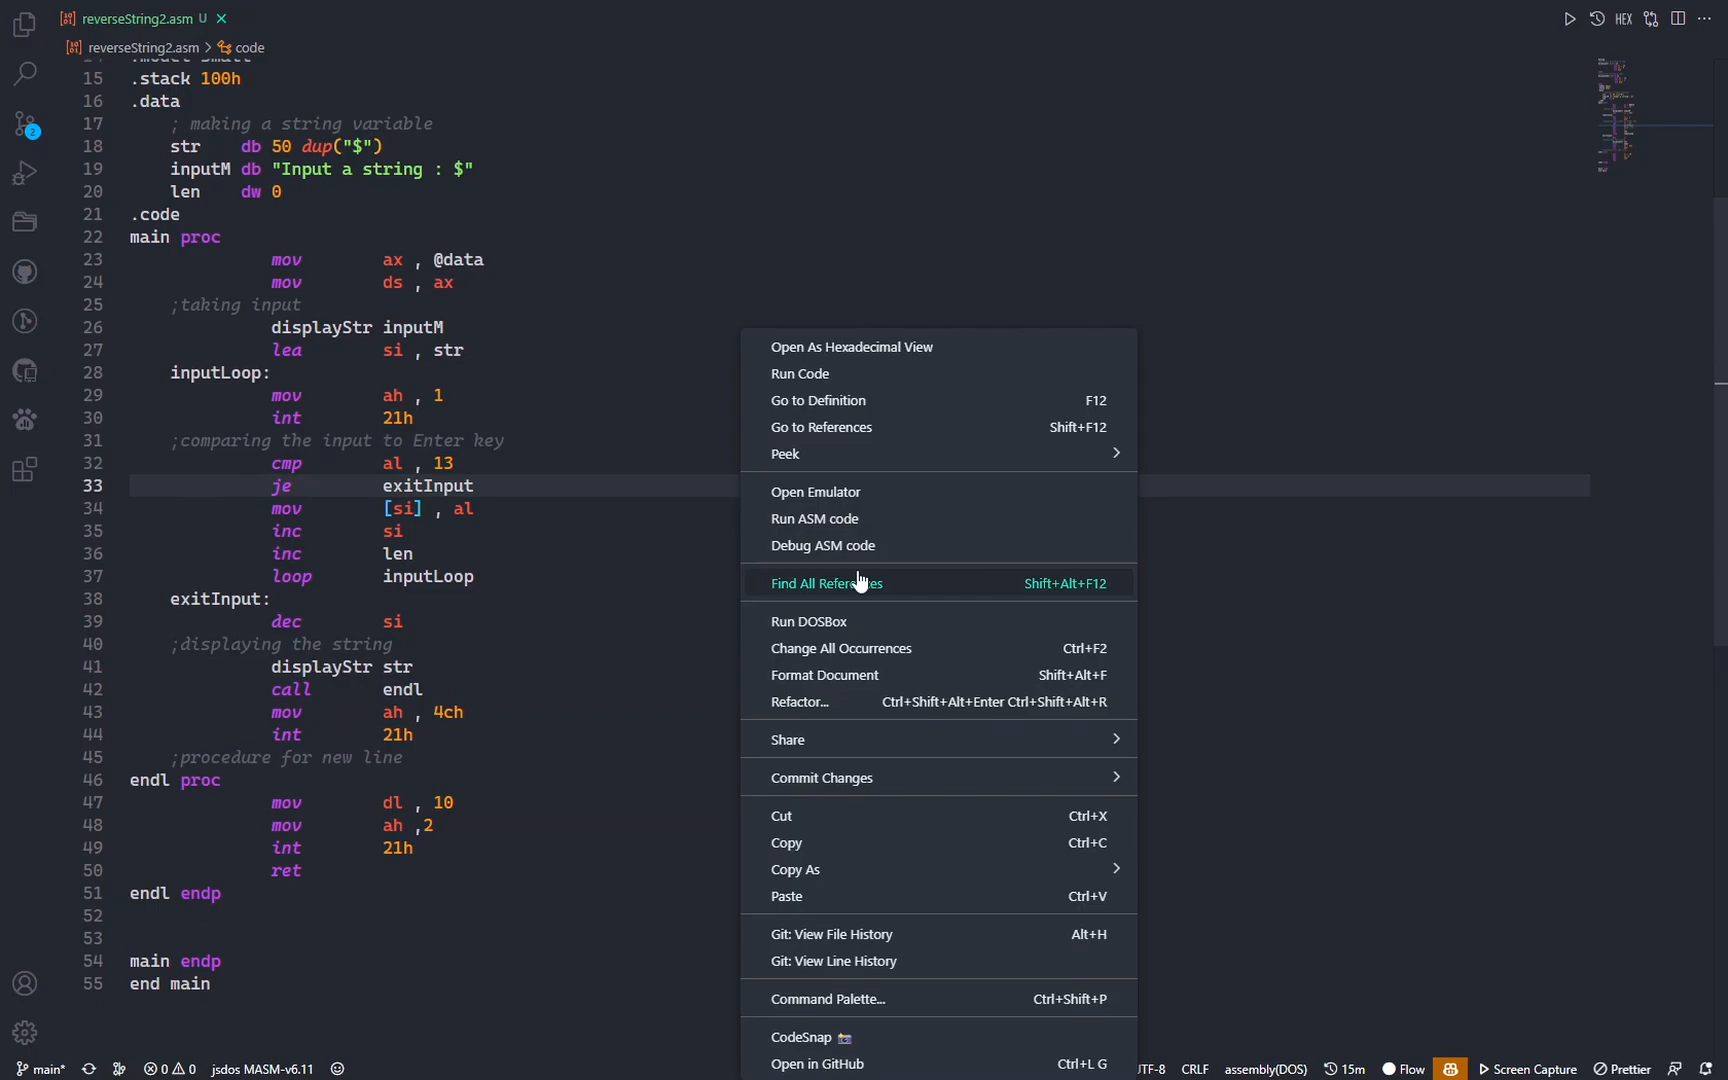 reverseString2.asm U
HEX
reverseString2.asm > code
.model small
15 .stack 100h
16 .data
17 ; making a string variable
18 str db 50 dup("$")
19 inputM db "Input a string : $"
20 len dw 0
21 .code
22 main proc
23 mov ax , @data
24 mov ds , ax
25 ;taking input
26 displayStr inputM
27 lea si , str
28 inputLoop:
29 mov ah , 1
30 int 21h
31 ;comparing the input to Enter key
32 cmp al , 13
33 je exitInput
34 mov [si] , al
35 inc si
36 inc len
37 loop inputLoop
38 exitInput:
39 dec si
40 ;displaying the string
41 displayStr str
42 call endl
43 mov ah , 4ch
44 int 21h
45 ;procedure for new line
46 endl proc
47 mov dl , 10
48 mov ah ,2
49 int 21h
50 ret
51 endl endp
52
53
54 main endp
55 end main
2
Open As Hexadecimal View
Run Code
Go to Definition F12
Go to References Shift+F12
Peek
Open Emulator
Run ASM code
Debug ASM code
Find All References Shift+Alt+F12
Run DOSBox
Change All Occurrences Ctrl+F2
Format Document Shift+Alt+F
Refactor... Ctrl+Shift+Alt+Enter Ctrl+Shift+Alt+R
Share
Commit Changes
Cut Ctrl+X
Copy Ctrl+C
Copy As
Paste Ctrl+V
Git: View File History Alt+H
Git: View Line History
Command Palette... Ctrl+Shift+P
CodeSnap 📸
Open in GitHub Ctrl+L G
main* 0 0 jsdos MASM-v6.11 TF-8 CRLF assembly(DOS) 15m Flow Screen Capture Prettier